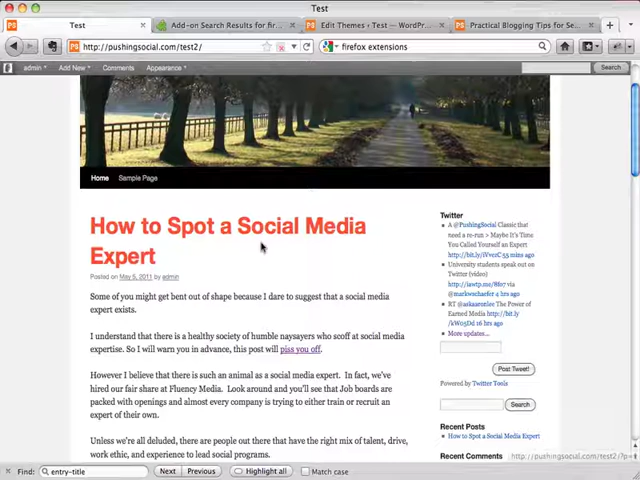 Test
Test
Add-on Search Results for fir...
Edit Themes ‹ Test — WordPr...
Practical Blogging Tips for Se...
http://pushingsocial.com/test2/
firefox extensions
admin
Add New
Comments
Appearance
Search
Home
Sample Page
How to Spot a Social Media
Expert
Posted on May 5, 2011 by admin
Some of you might get bent out of shape because I dare to suggest that a social media
expert exists.
I understand that there is a healthy society of humble naysayers who scoff at social media
expertise. So I will warn you in advance, this post will piss you off.
However I believe that there is such an animal as a social media expert. In fact, we've
hired our fair share at Fluency Media. Look around and you'll see that Job boards are
packed with openings and almost every company is trying to either train or recruit an
expert of their own.
Unless we're all deluded, there are people out there that have the right mix of talent, drive,
work ethic, and experience to lead social programs.
Twitter
A @PushingSocial Classic that
need a re-run > Maybe It's Time
You Called Yourself an Expert
http://bit.ly/iVvcrC 55 mins ago
University students speak out on
Twitter (video)
via
@markwschaefer 4 hrs ago
RT @askaaronlee The Power of
Earned Media http://bit.ly
/kW05Dd 16 hrs ago
More updates...
Post Tweet!
Powered by Twitter Tools
Search
Recent Posts
How to Spot a Social Media Expert
Recent Comments
http://pushingsocial.com/test2/?p=
Find:
entry-title
Next
Previous
Highlight all
Match case